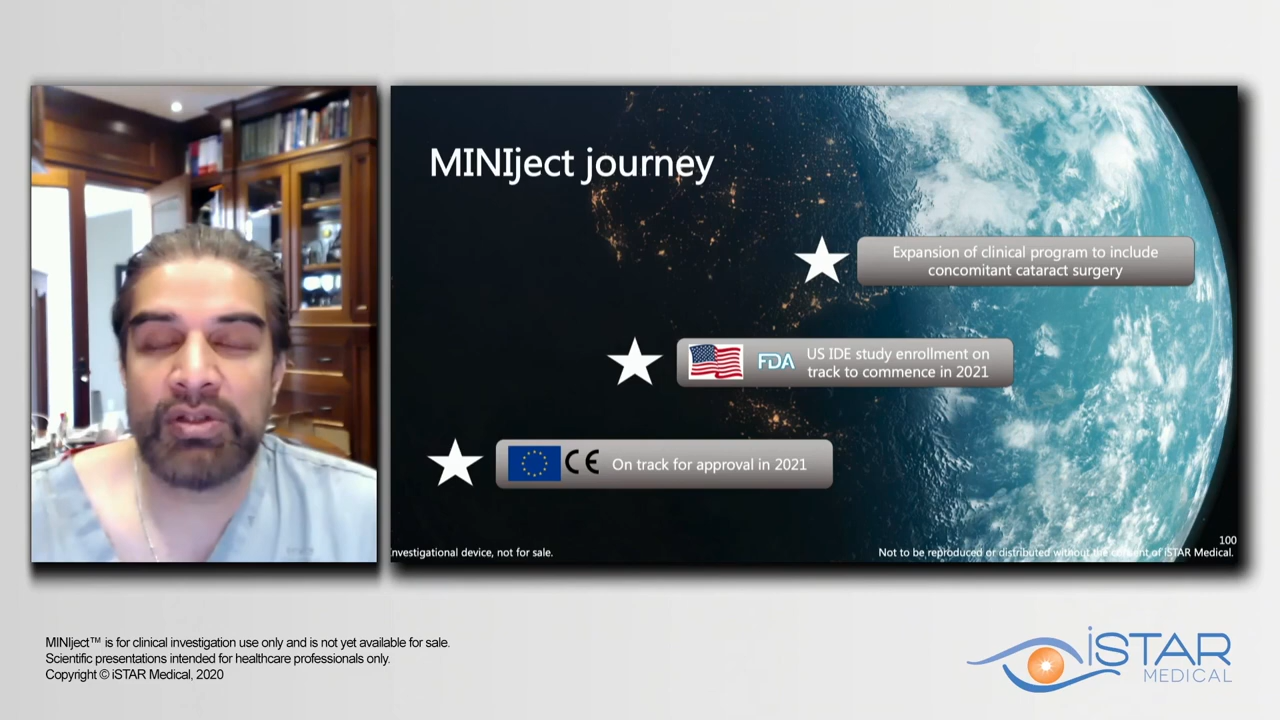 MINIject journey
Expansion of clinical program to include
concomitant cataract surgery
FDA
US IDE study enrollment on
track to commence in 2021
CE
On track for approval in 2021
nvestigational device, not for sale.
100
Not to be reproduced or distributed without the consent of iSTAR Medical.
MINIject™ is for clinical investigation use only and is not yet available for sale.
Scientific presentations intended for healthcare professionals only.
Copyright © iSTAR Medical, 2020
iSTAR
MEDICAL